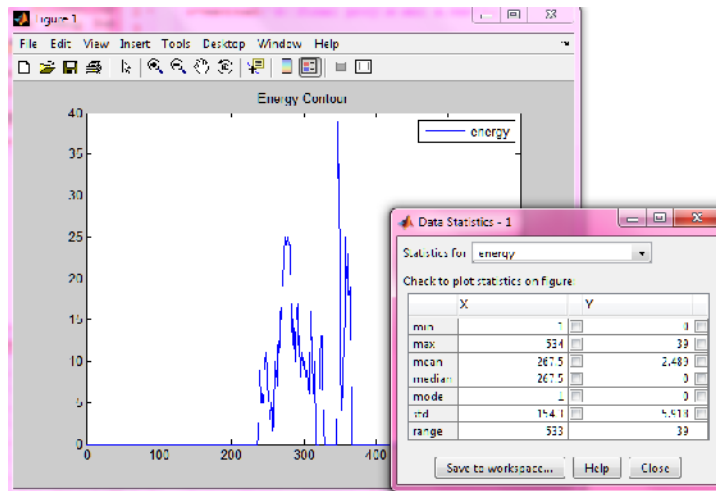 Figure 1
File Edit View Insert Tools Desktop Window Help
Energy Contour
energy
40
35
30
25
20
15
10
5
0
0 100 200 300 400
Data Statistics - 1
Statistics for energy
Check to plot statistics on figure:
X Y
min 1 0
max 534 39
mean 267.5 2.489
median 267.5 0
mode 1 0
std 154.3 5.913
range 533 39
Save to workspace... Help Close